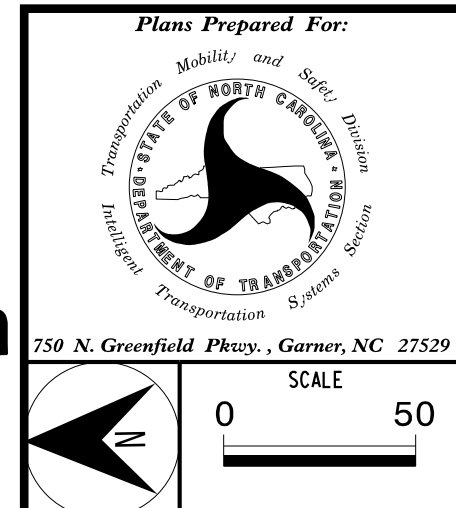 Plans Prepared For:
Transportation Mobility and Safety Division
STATE OF NORTH CAROLINA
DEPARTMENT OF TRANSPORTATION
Intelligent Transportation Systems Section
750 N. Greenfield Pkwy. , Garner, NC 27529
SCALE
0 50
N